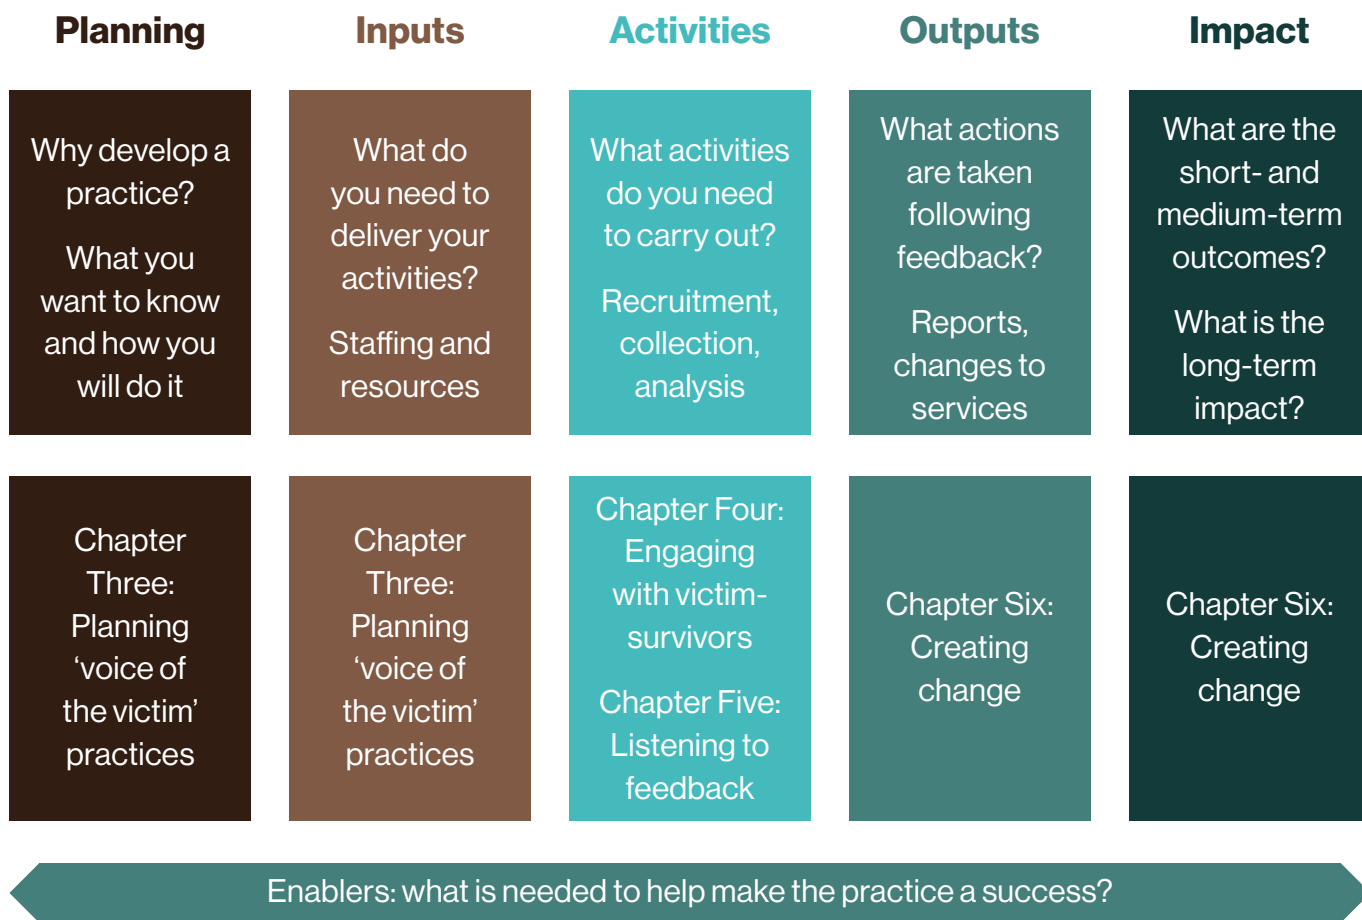 Planning
Inputs
Activities
Outputs
Impact
Why develop a
practice?
What you
want to know
and how you
will do it
What do
you need to
deliver your
activities?
Staffing and
resources
What activities
do you need
to carry out?
Recruitment,
collection,
analysis
What actions
are taken
following
feedback?
Reports,
changes to
services
What are the
short- and
medium-term
outcomes?
What is the
long-term
impact?
Chapter
Three:
Planning
‘voice of
the victim’
practices
Chapter
Three:
Planning
‘voice of
the victim’
practices
Chapter Four:
Engaging
with victim-
survivors
Chapter Five:
Listening to
feedback
Chapter Six:
Creating
change
Chapter Six:
Creating
change
Enablers: what is needed to help make the practice a success?